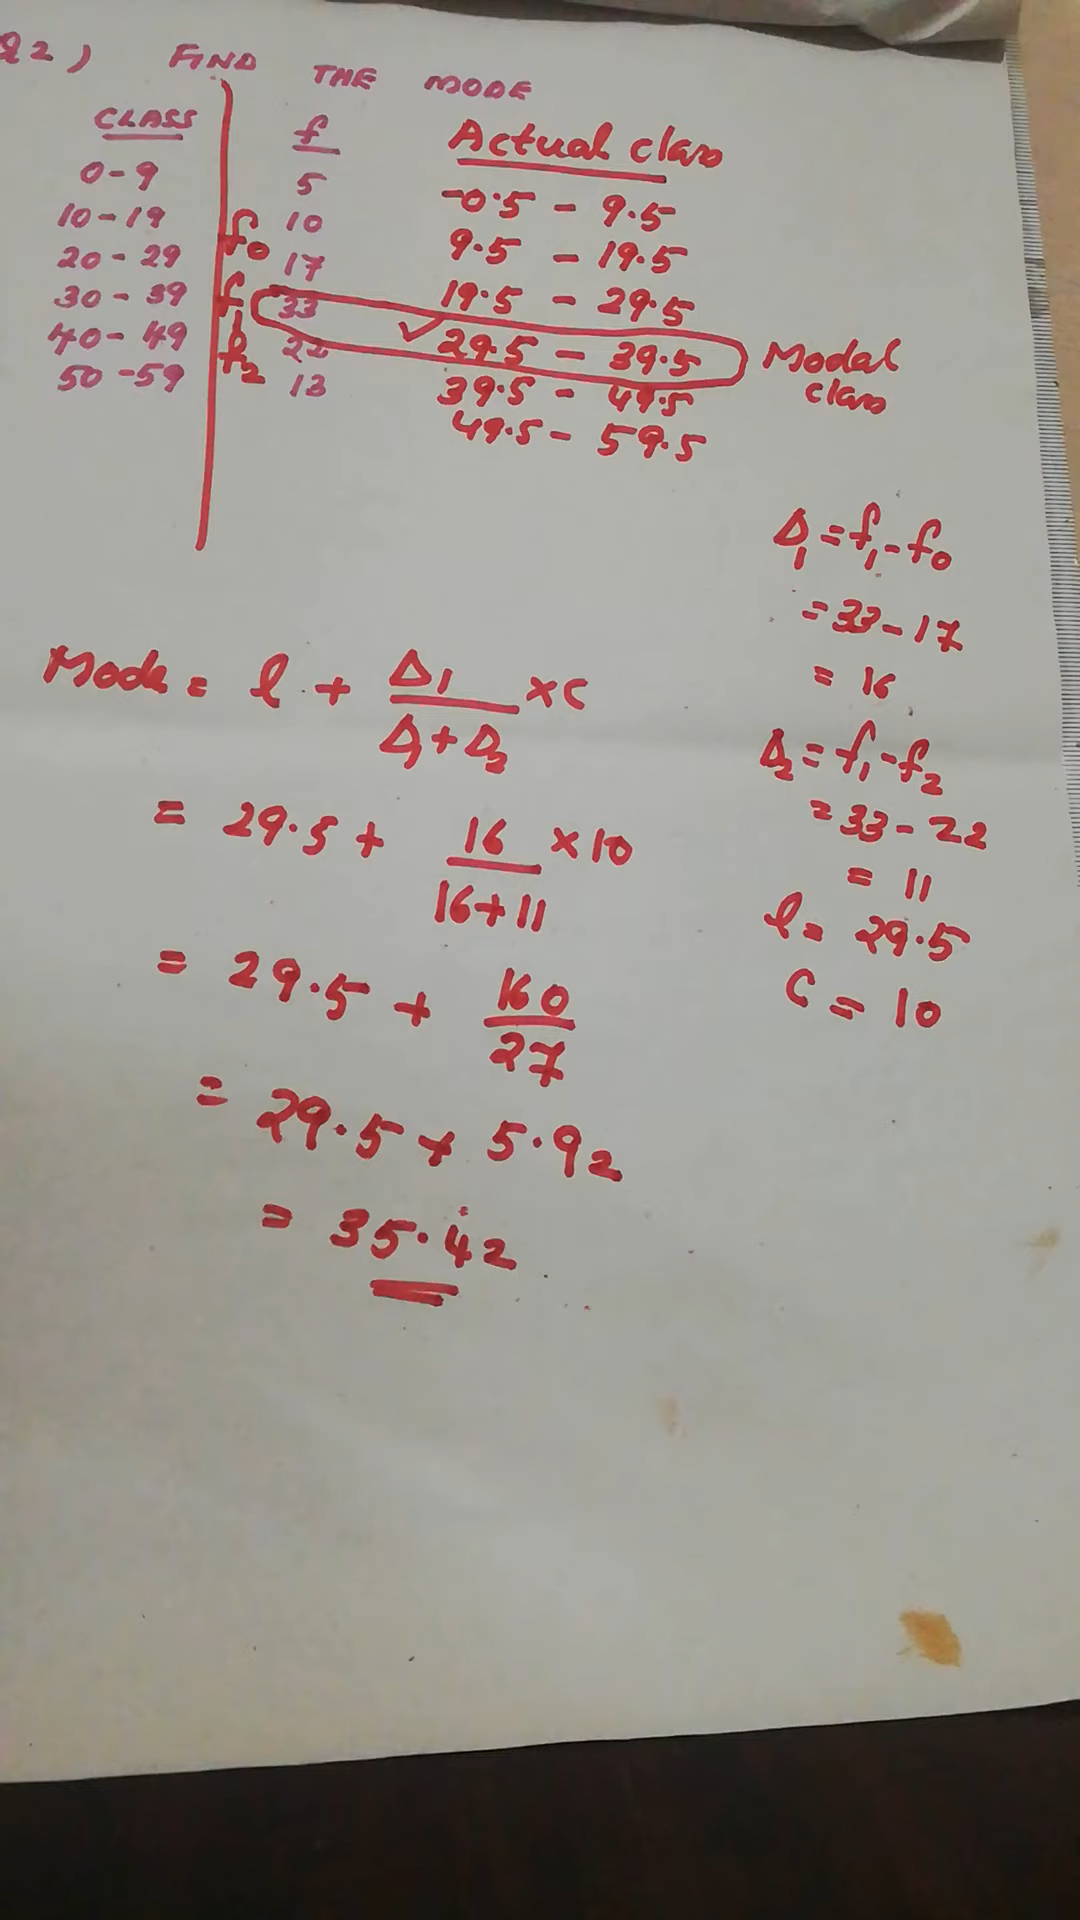 Q2) FIND THE MODE
CLASS f Actual class
0-9 5 -0.5 - 9.5
10-19 f0 10 9.5 - 19.5
20-29 17 19.5 - 29.5
30-39 f1 33 ✓ 29.5 - 39.5 Modal class
40-49 f2 22 39.5 - 49.5
50-59 13 49.5 - 59.5
Δ1 = f1 - f0
= 33 - 17
= 16
Δ2 = f1 - f2
= 33 - 22
= 11
l = 29.5
C = 10
Mode = l + Δ1 / (Δ1 + Δ2) × C
= 29.5 + 16 / (16+11) × 10
= 29.5 + 160 / 27
= 29.5 + 5.92
= 35.42